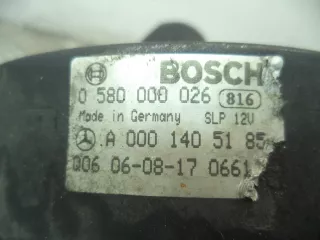 BOSCH
0 580 000 026 816
Made in Germany SLP 12V
A 000 140 51 85
Q06 06-08-17 0661